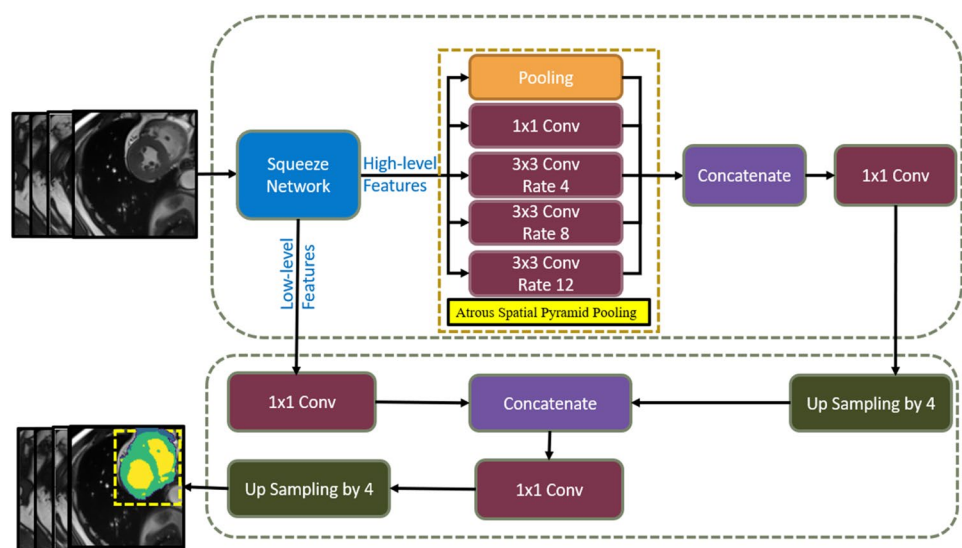 Pooling
1x1 Conv
3x3 Conv
Rate 4
3x3 Conv
Rate 8
3x3 Conv
Rate 12
Atrous Spatial Pyramid Pooling
Squeeze
Network
High-level
Features
Low-level
Features
Concatenate
1x1 Conv
1x1 Conv
Concatenate
Up Sampling by 4
Up Sampling by 4
1x1 Conv